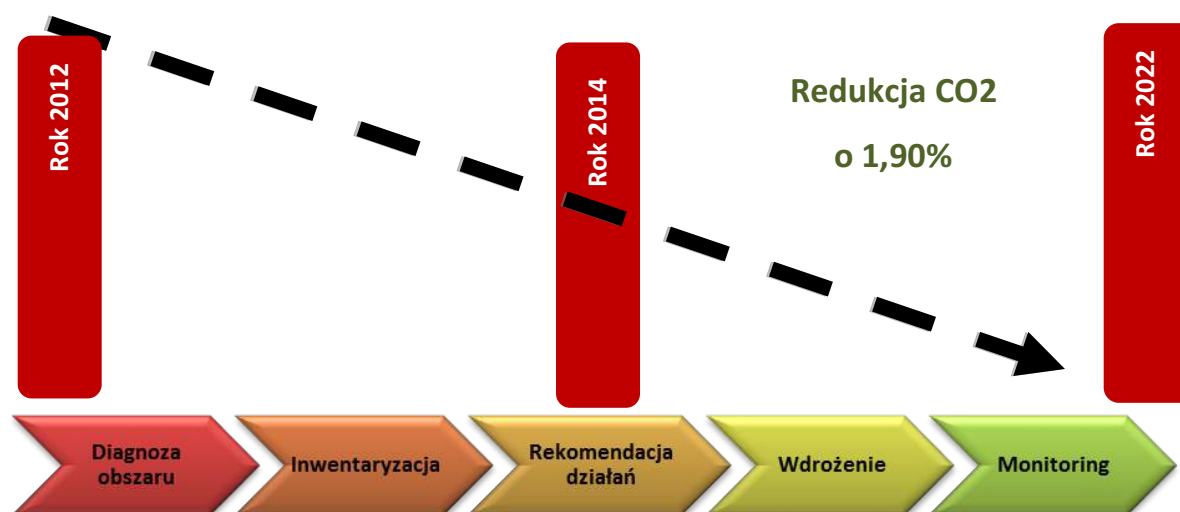 Rok 2012
Rok 2014
Redukcja CO2
o 1,90%
Rok 2022
Diagnoza
obszaru
Inwentaryzacja
Rekomendacja
działań
Wdrożenie
Monitoring